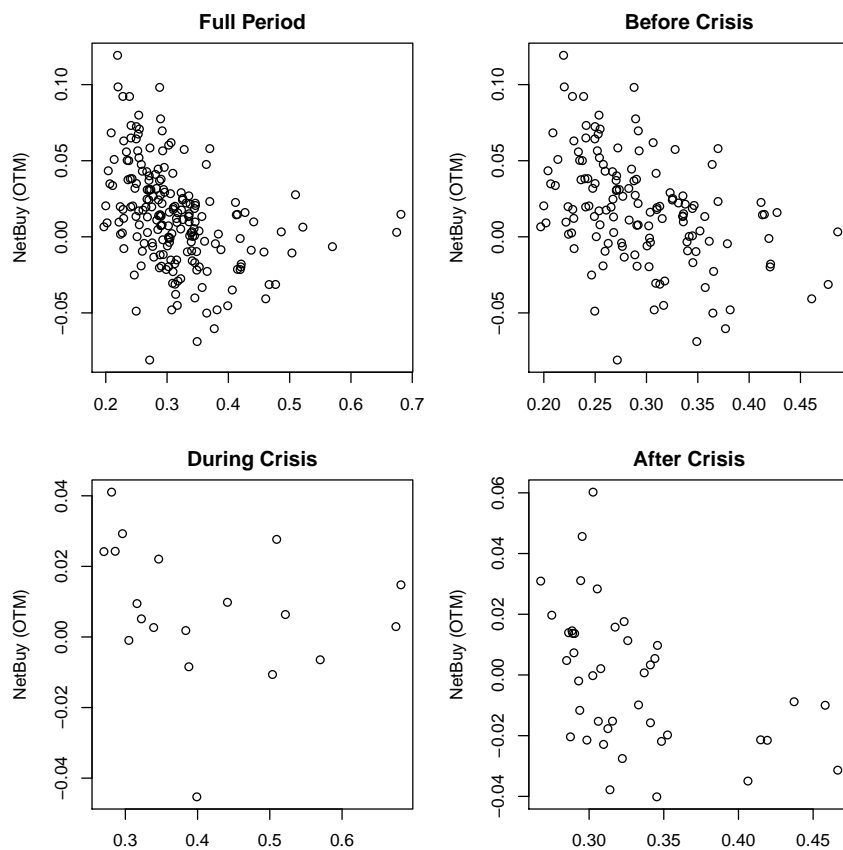 Full Period
NetBuy (OTM)
0.10
0.05
0.00
−0.05
0.2 0.3 0.4 0.5 0.6 0.7
Before Crisis
NetBuy (OTM)
0.10
0.05
0.00
−0.05
0.20 0.25 0.30 0.35 0.40 0.45
During Crisis
NetBuy (OTM)
0.04
0.02
0.00
−0.02
−0.04
0.3 0.4 0.5 0.6
After Crisis
NetBuy (OTM)
0.06
0.04
0.02
0.00
−0.02
−0.04
0.30 0.35 0.40 0.45